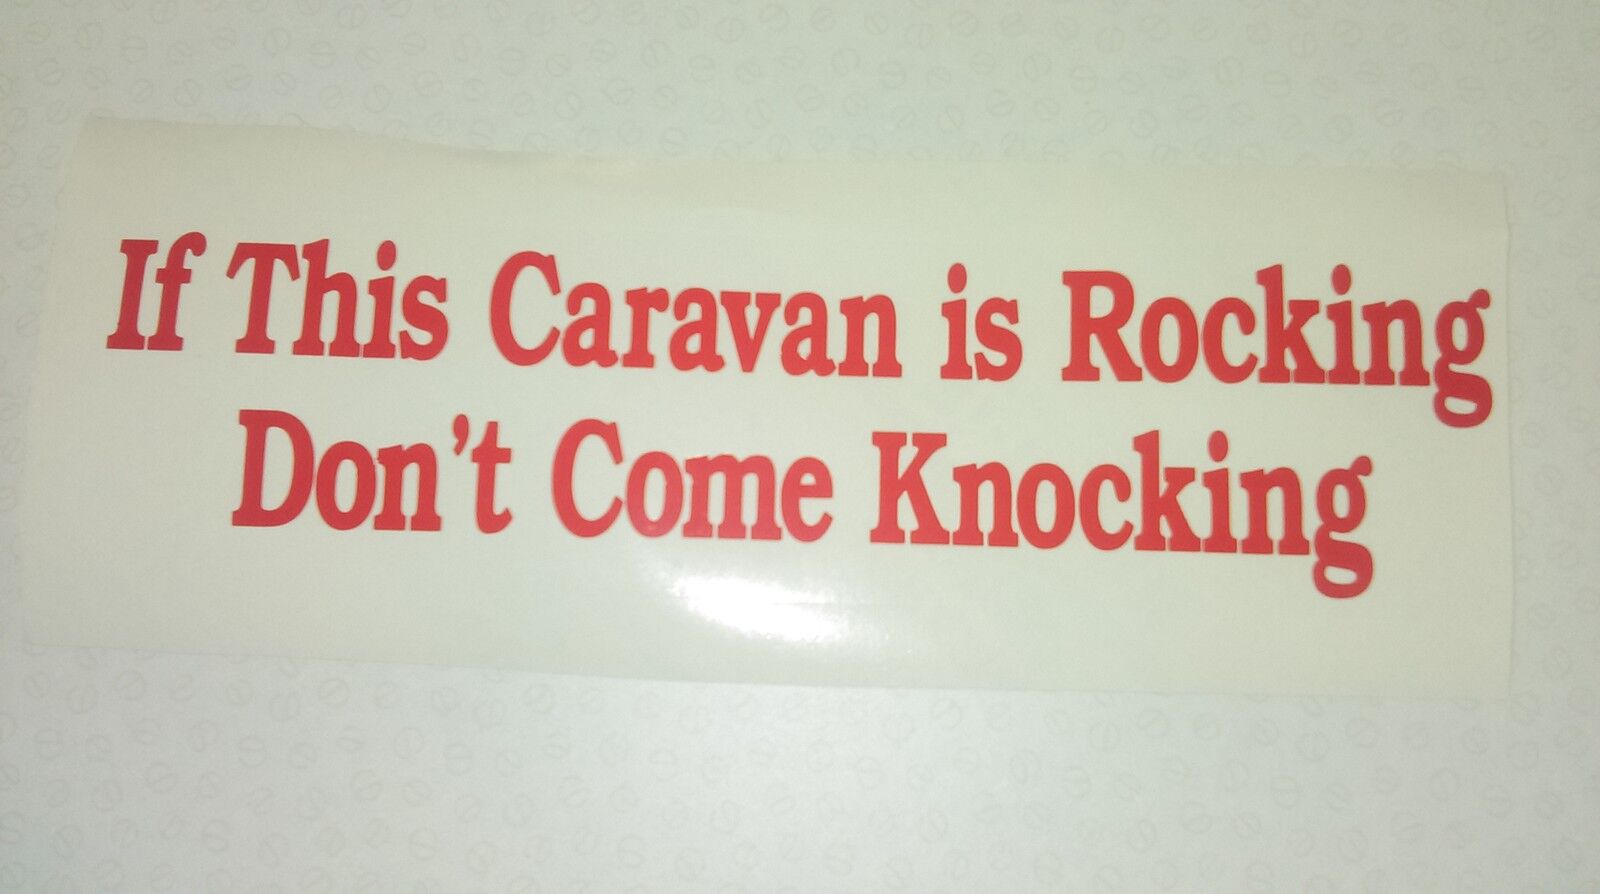 If This Caravan is Rocking
Don't Come Knocking